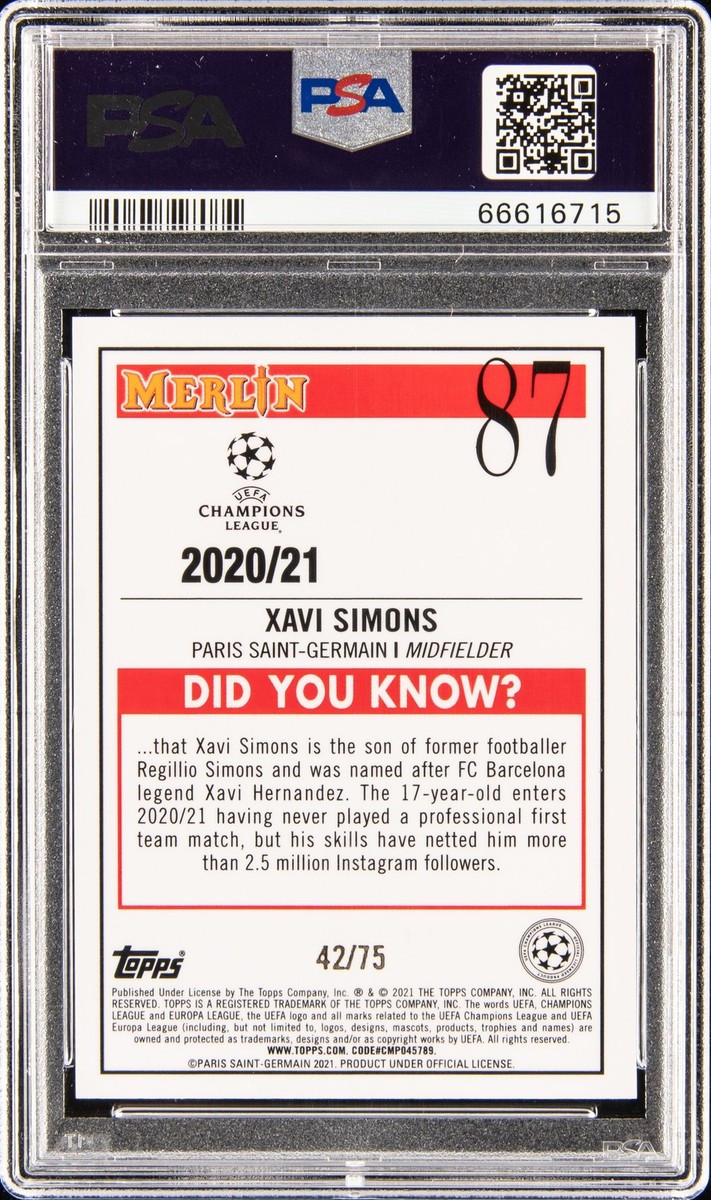 PSA
PSA
66616715
MERLIN
87
UEFA
CHAMPIONS
LEAGUE
2020/21
XAVI SIMONS
PARIS SAINT-GERMAIN | MIDFIELDER
DID YOU KNOW?
...that Xavi Simons is the son of former footballer
Regillio Simons and was named after FC Barcelona
legend Xavi Hernandez. The 17-year-old enters
2020/21 having never played a professional first
team match, but his skills have netted him more
than 2.5 million Instagram followers.
Topps®
42/75
Published Under License by The Topps Company, Inc. ® & © 2021 THE TOPPS COMPANY, INC. ALL RIGHTS
RESERVED. TOPPS IS A REGISTERED TRADEMARK OF THE TOPPS COMPANY, INC. The words UEFA, CHAMPIONS
LEAGUE and EUROPA LEAGUE, the UEFA logo and all marks related to the UEFA Champions League and UEFA
Europa League (including, but not limited to, logos, designs, mascots, products, trophies and names) are
owned and protected as trademarks, designs and/or as copyright works by UEFA. All rights reserved.
WWW.TOPPS.COM. CODE#CMP045789.
©PARIS SAINT-GERMAIN 2021. PRODUCT UNDER OFFICIAL LICENSE.
PSA